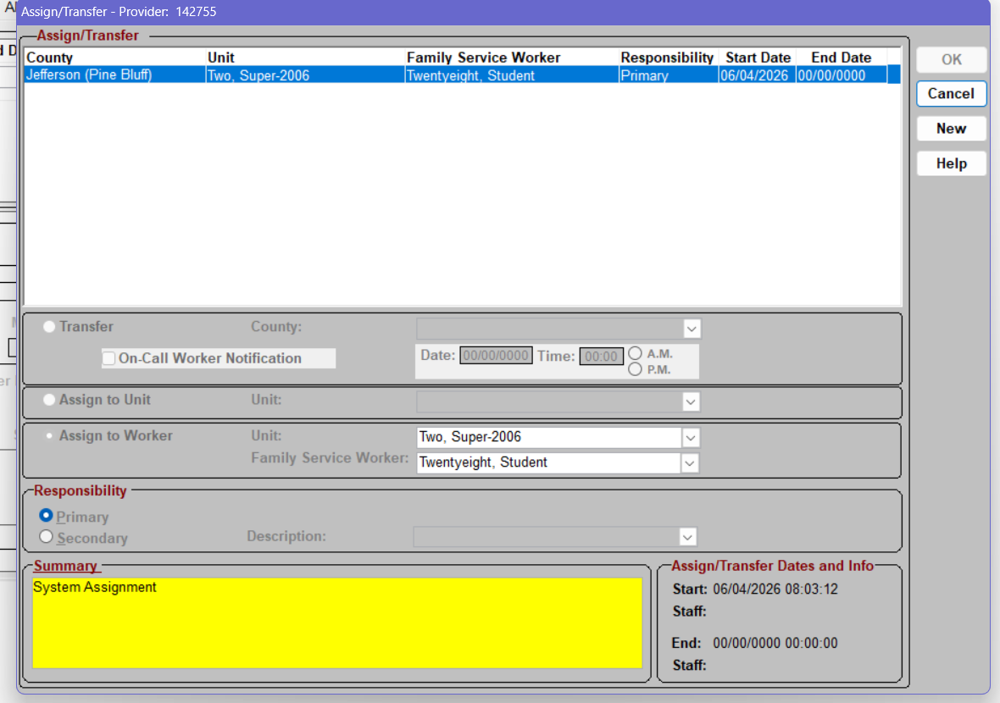 Assign/Transfer - Provider: 142755
Assign/Transfer
OK
Cancel
New
Help
County Unit Family Service Worker Responsibility Start Date End Date
Jefferson (Pine Bluff) Two, Super-2006 Twentyeight, Student Primary 06/04/2026 00/00/0000
Transfer County:
On-Call Worker Notification Date: 00/00/0000 Time: 00:00 A.M.
P.M.
Assign to Unit Unit:
Assign to Worker Unit: Two, Super-2006
Family Service Worker: Twentyeight, Student
Responsibility
Primary
Secondary Description:
Summary
System Assignment
Assign/Transfer Dates and Info
Start: 06/04/2026 08:03:12
Staff:
End: 00/00/0000 00:00:00
Staff: